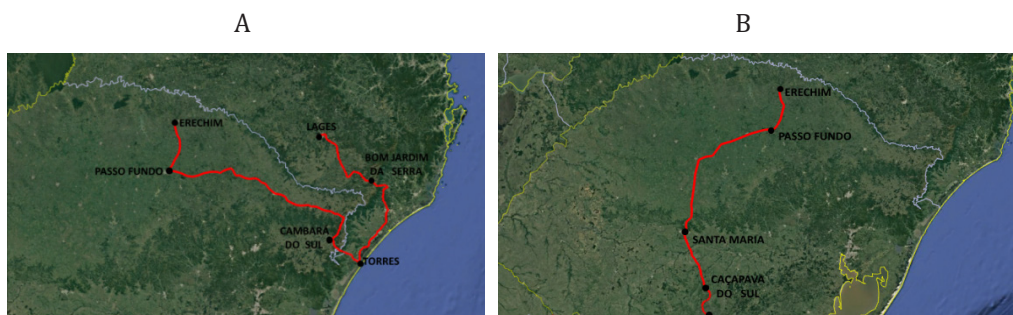 A
B
ERECHIM
LAGES
PASSO FUNDO
BOM JARDIM
DA SERRA
CAMBARÁ
DO SUL
TORRES
ERECHIM
PASSO FUNDO
SANTA MARIA
CAÇAPAVA
DO SUL